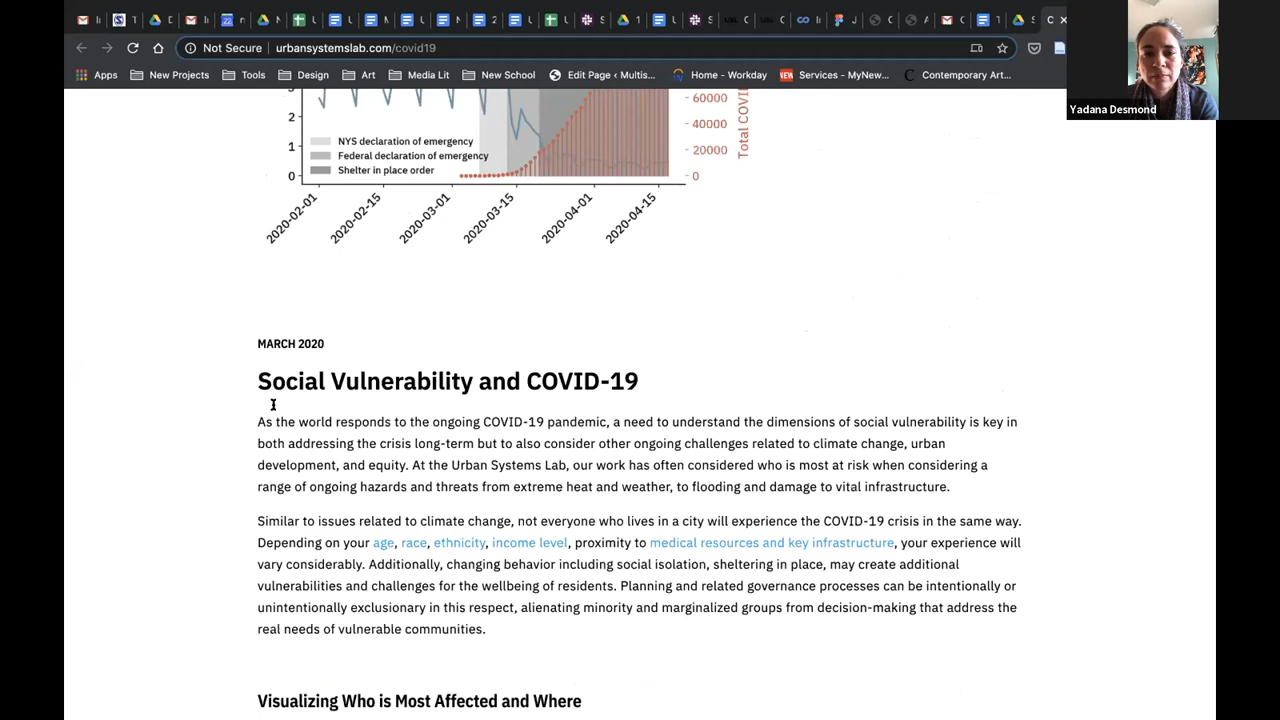 Not Secure urbansystemslab.com/covid19
Apps New Projects Tools Design Art Media Lit New School Edit Page ‹ Multis... Home - Workday NEW Services - MyNew... Contemporary Art...
Yadana Desmond
2
1
0
NYS declaration of emergency
Federal declaration of emergency
Shelter in place order
60000
40000
20000
0
Total COVID
2020-02-01 2020-02-15 2020-03-01 2020-03-15 2020-04-01 2020-04-15
MARCH 2020
Social Vulnerability and COVID-19
As the world responds to the ongoing COVID-19 pandemic, a need to understand the dimensions of social vulnerability is key in
both addressing the crisis long-term but to also consider other ongoing challenges related to climate change, urban
development, and equity. At the Urban Systems Lab, our work has often considered who is most at risk when considering a
range of ongoing hazards and threats from extreme heat and weather, to flooding and damage to vital infrastructure.
Similar to issues related to climate change, not everyone who lives in a city will experience the COVID-19 crisis in the same way.
Depending on your age, race, ethnicity, income level, proximity to medical resources and key infrastructure, your experience will
vary considerably. Additionally, changing behavior including social isolation, sheltering in place, may create additional
vulnerabilities and challenges for the wellbeing of residents. Planning and related governance processes can be intentionally or
unintentionally exclusionary in this respect, alienating minority and marginalized groups from decision-making that address the
real needs of vulnerable communities.
Visualizing Who is Most Affected and Where